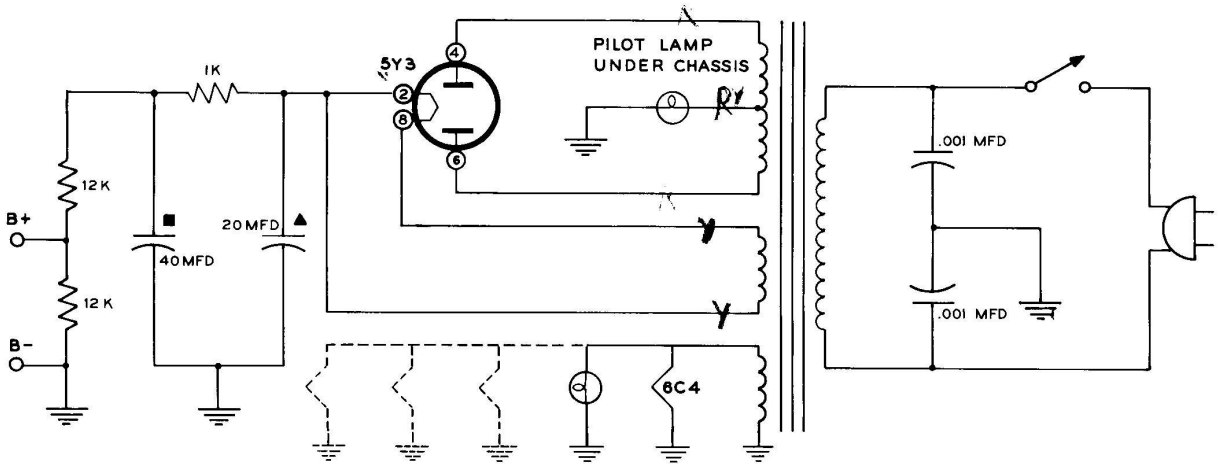 4
PILOT LAMP
UNDER CHASSIS
5Y3
1K
2
8
RY
6
.001 MFD
12K
B+
20MFD
40MFD
Y
12K
Y
.001 MFD
B-
6C4